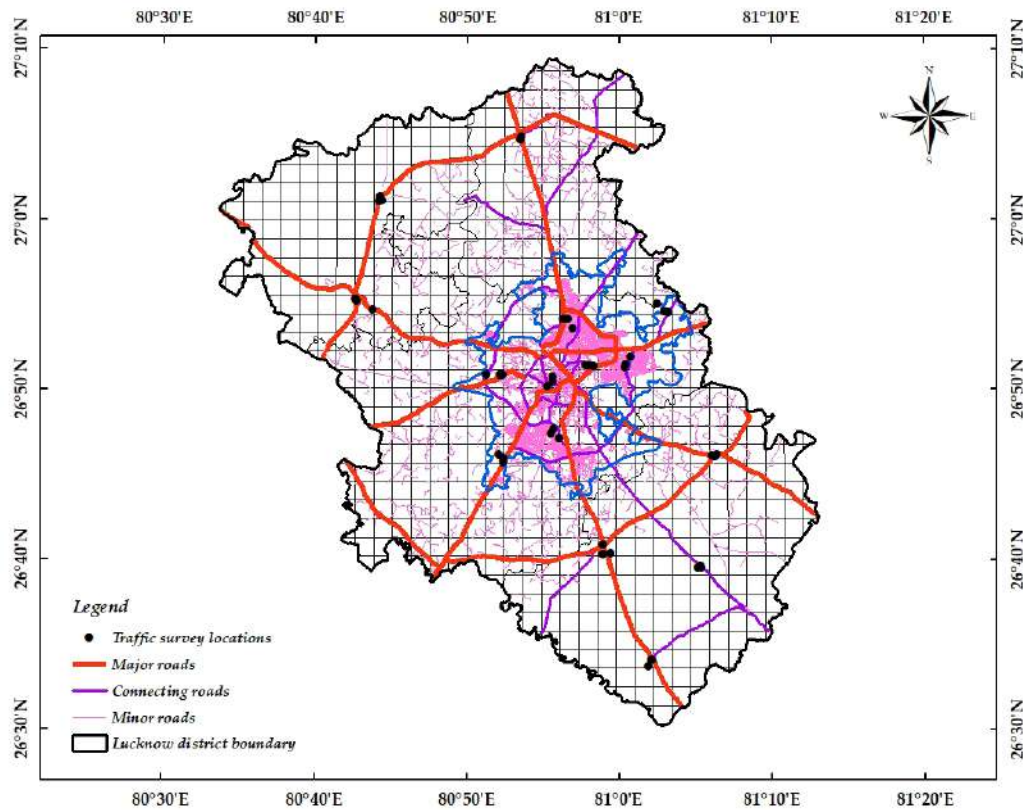 80°30'E 80°40'E 80°50'E 81°0'E 81°10'E 81°20'E
27°10'N 27°10'N
N
W E
S
27°0'N 27°0'N
26°50'N 26°50'N
26°40'N 26°40'N
Legend
Traffic survey locations
Major roads
Connecting roads
Minor roads
Lucknow district boundary
26°30'N 26°30'N
80°30'E 80°40'E 80°50'E 81°0'E 81°10'E 81°20'E